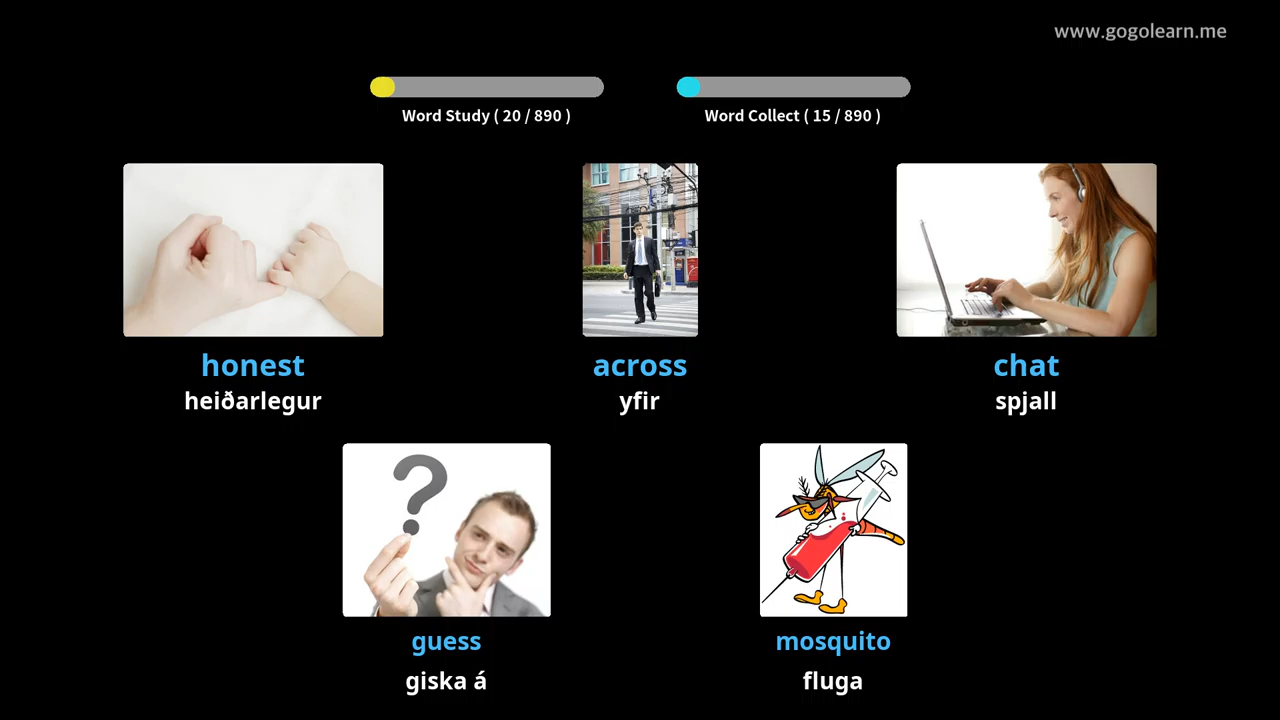 www.gogolearn.me
Word Study ( 20 / 890 )
Word Collect ( 15 / 890 )
honest
heiðarlegur
across
yfir
chat
spjall
guess
giska á
mosquito
fluga